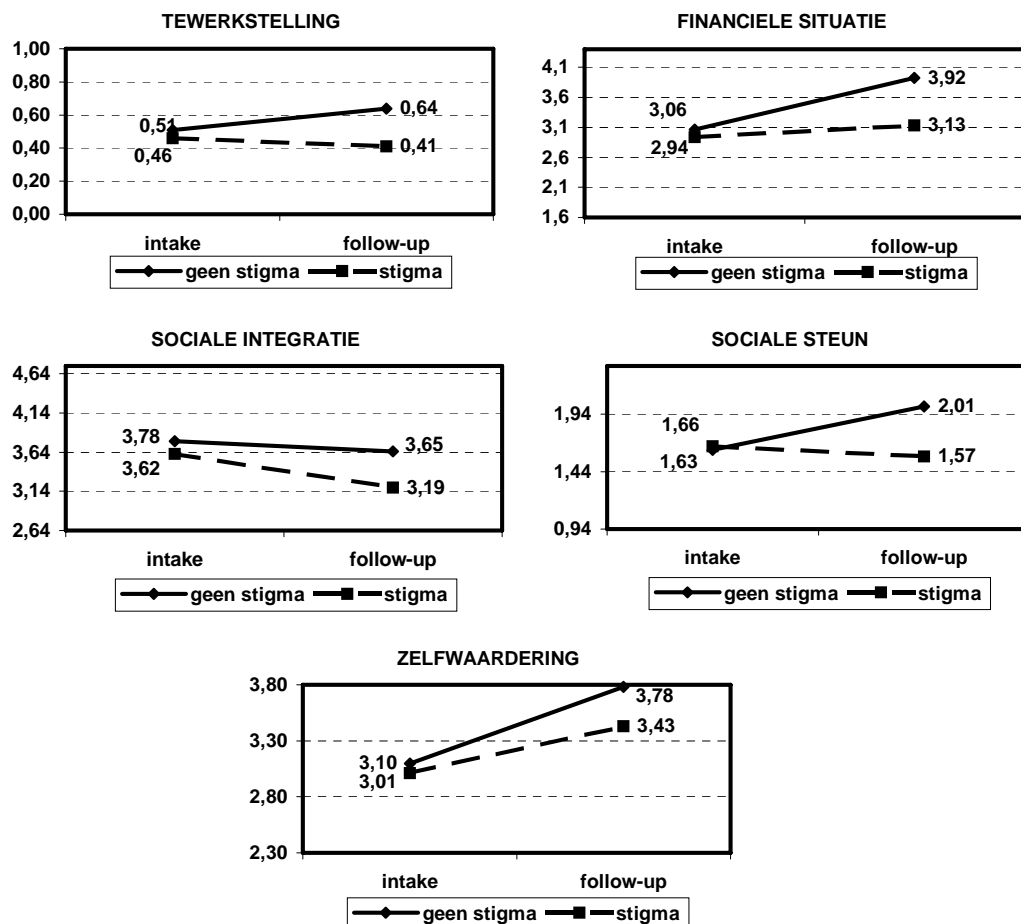 TEWERKSTELLING
1,00
0,80
0,60
0,40
0,20
0,00
0,51
0,46
0,64
0,41
intake follow-up
geen stigma stigma
FINANCIELE SITUATIE
4,1
3,6
3,1
2,6
2,1
1,6
3,06
2,94
3,92
3,13
intake follow-up
geen stigma stigma
SOCIALE INTEGRATIE
4,64
4,14
3,64
3,14
2,64
3,78
3,62
3,65
3,19
intake follow-up
geen stigma stigma
SOCIALE STEUN
1,94
1,44
0,94
1,66
1,63
2,01
1,57
intake follow-up
geen stigma stigma
ZELFWAARDERING
3,80
3,30
2,80
2,30
3,10
3,01
3,78
3,43
intake follow-up
geen stigma stigma